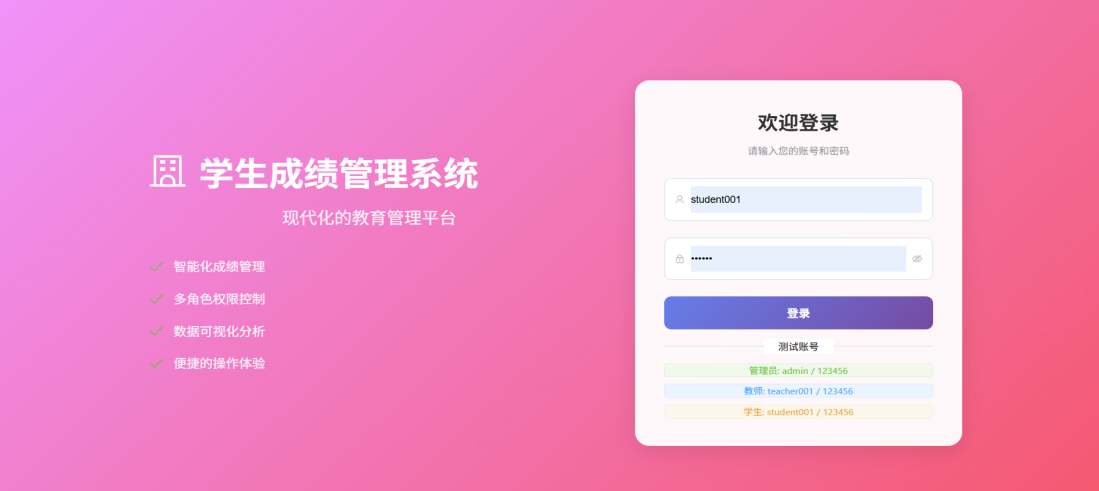 学生成绩管理系统
现代化的教育管理平台
智能化成绩管理
多角色权限控制
数据可视化分析
便捷的操作体验
欢迎登录
请输入您的账号和密码
student001
••••••
登录
测试账号
管理员: admin / 123456
教师: teacher001 / 123456
学生: student001 / 123456